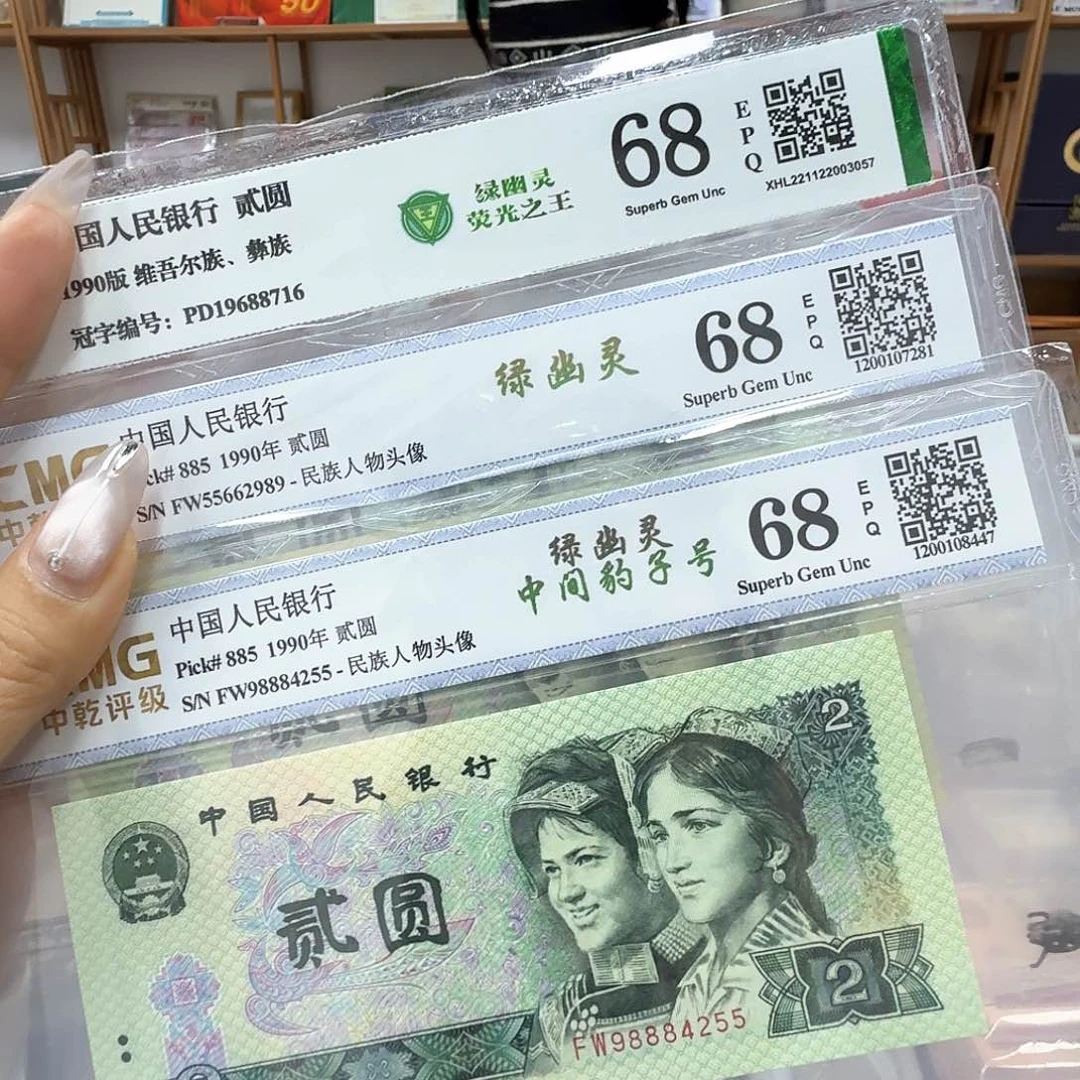 国人民银行 贰圆
1990版 维吾尔族、彝族
冠字编号：PD19688716
绿幽灵
荧光之王
68
EPQ
Superb Gem Unc
XHL221122003057
CMG
中国人民银行
ck# 885 1990年 贰圆
S/N FW55662989 - 民族人物头像
绿幽灵
68
EPQ
Superb Gem Unc
1200107281
MG
中乾评级
中国人民银行
Pick# 885 1990年 贰圆
S/N FW98884255 - 民族人物头像
绿幽灵
中间豹子号
68
EPQ
Superb Gem Unc
1200108447
中国人民银行
贰圆
2
2
FW98884255